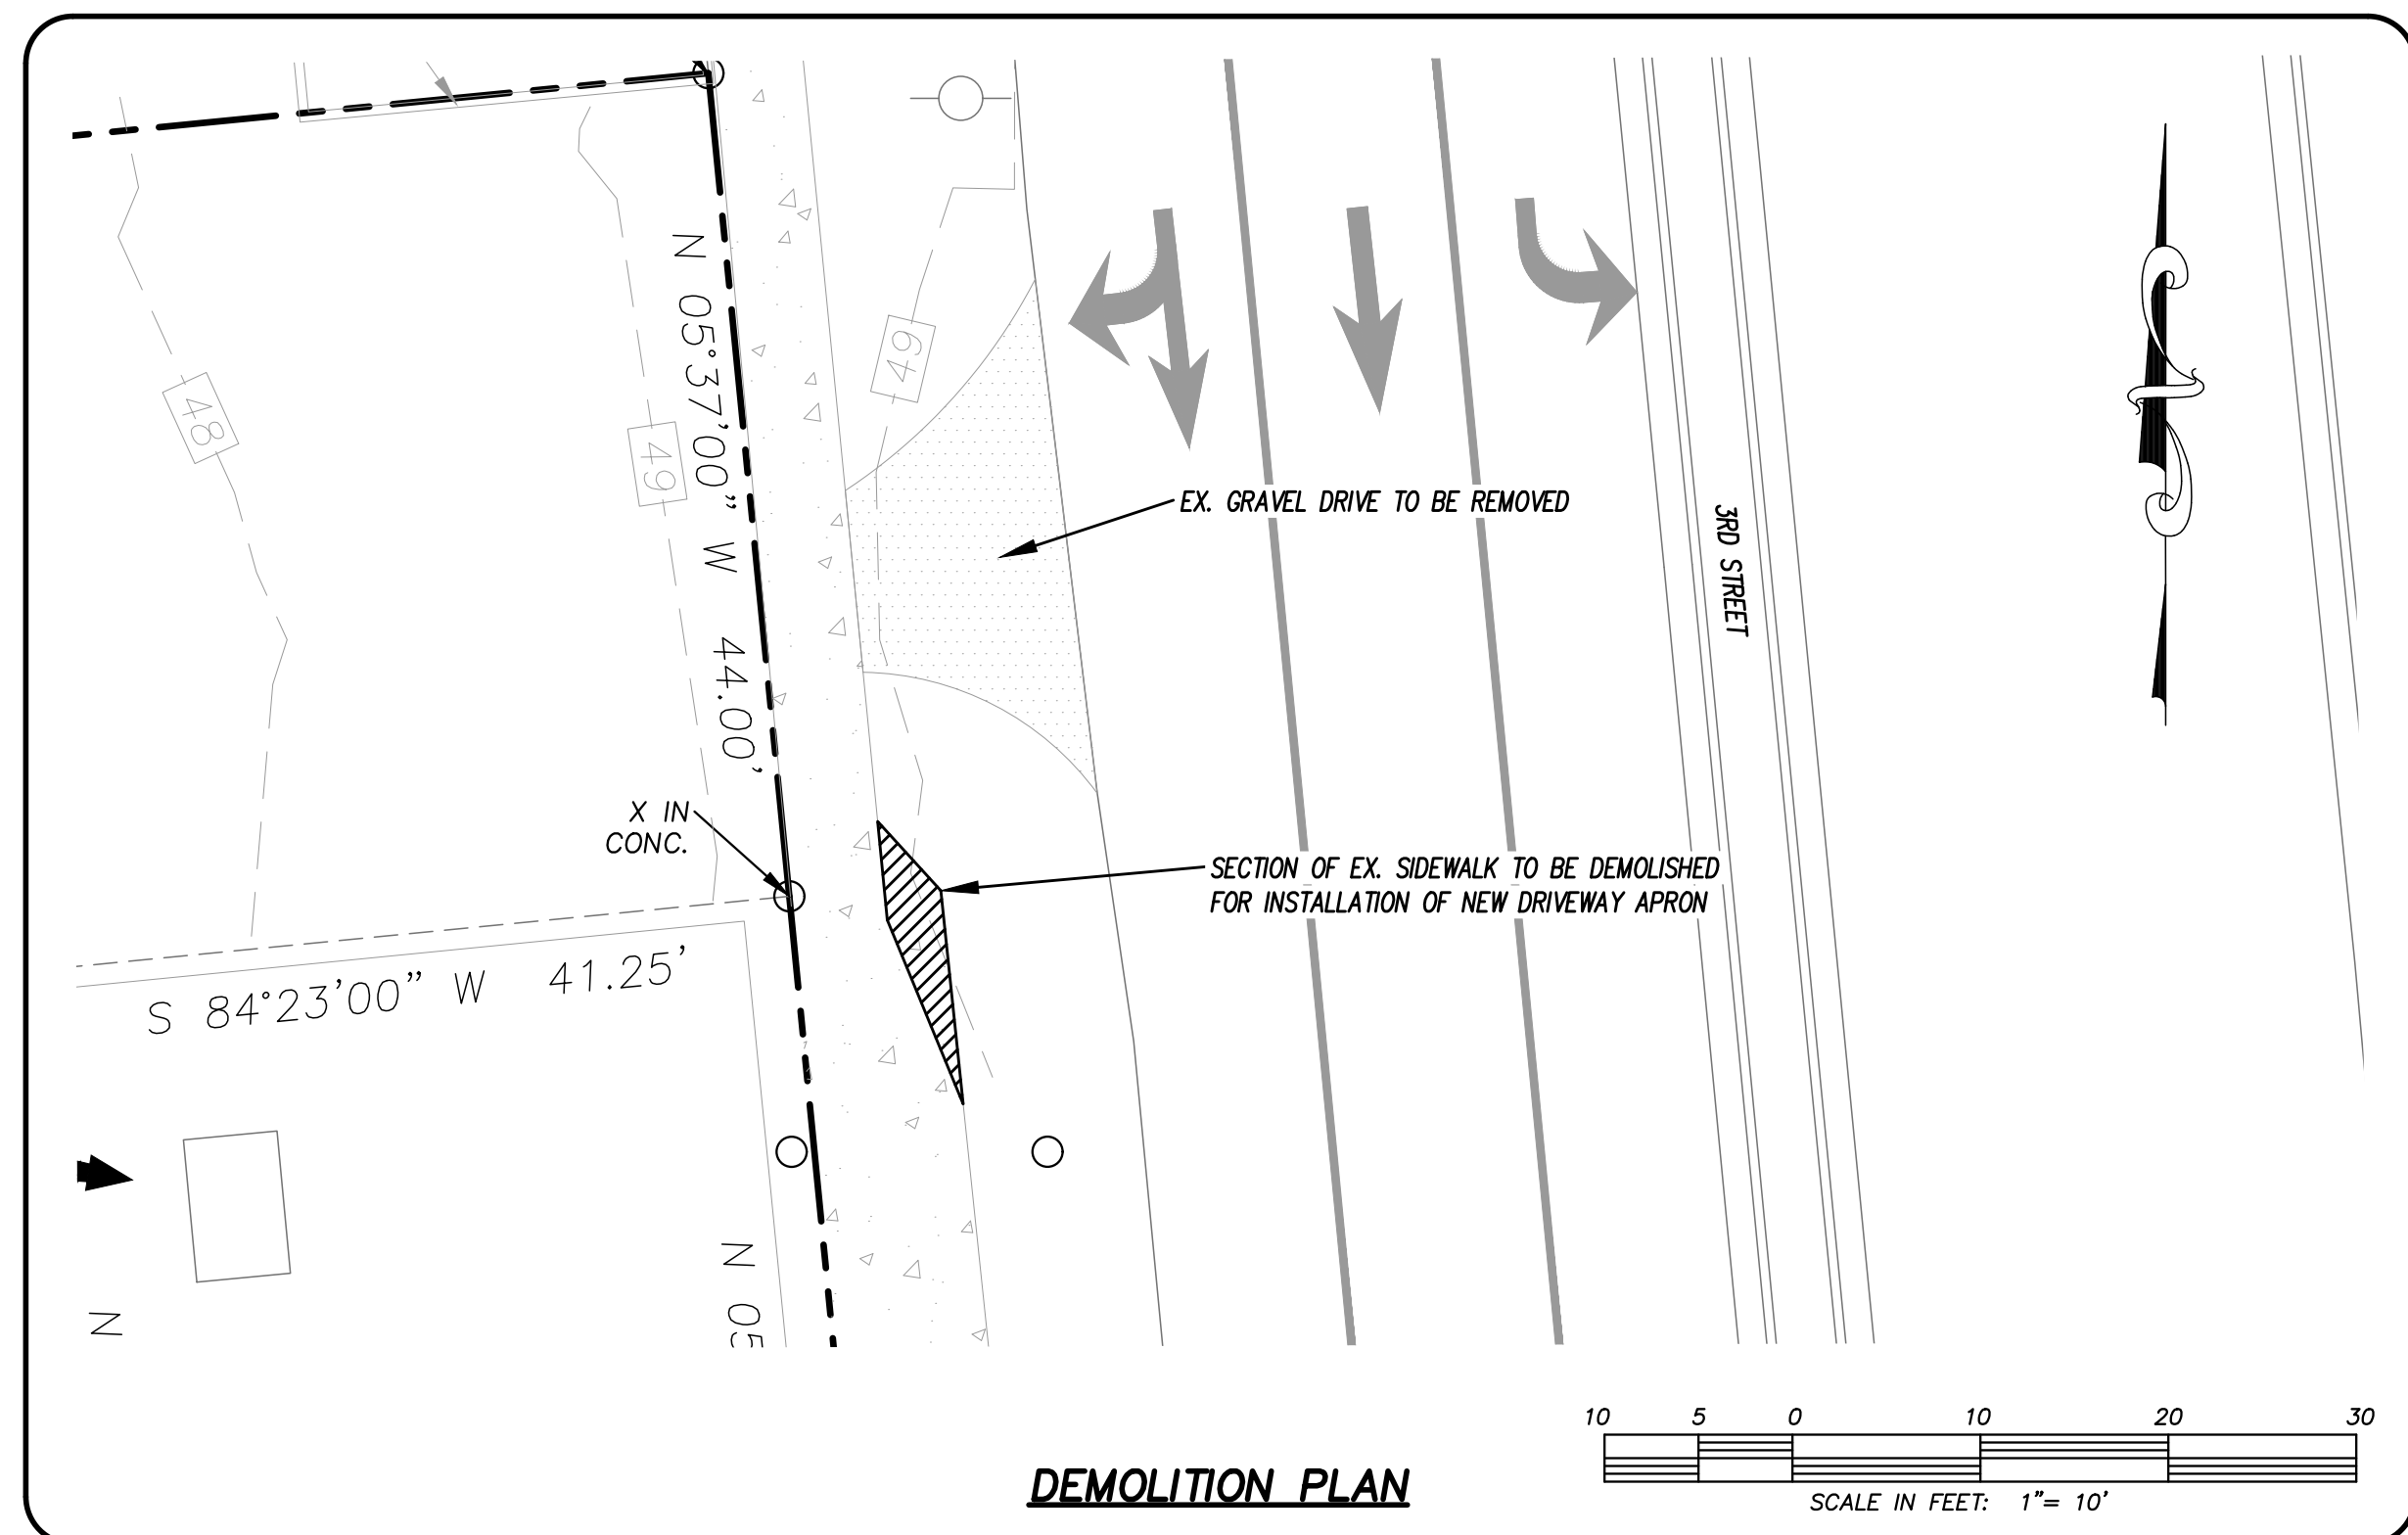 N 05°37'00" W 44.00'
48
49
49
EX. GRAVEL DRIVE TO BE REMOVED
3RD STREET
X IN
CONC.
SECTION OF EX. SIDEWALK TO BE DEMOLISHED
FOR INSTALLATION OF NEW DRIVEWAY APRON
S 84°23'00" W 41.25'
N
N 05
10 5 0 10 20 30
SCALE IN FEET: 1"= 10'
DEMOLITION PLAN